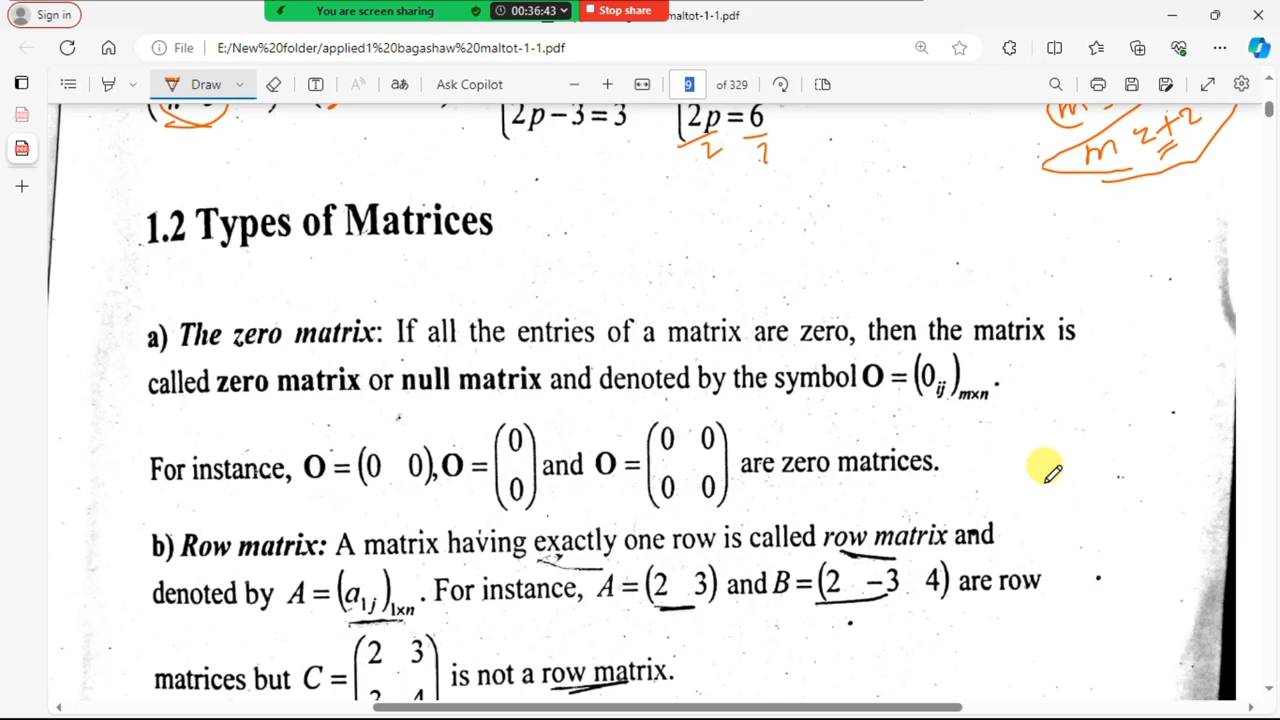 Sign in
You are screen sharing
00:36:43
Stop share
maltot-1-1.pdf
File
E:/New%20folder/applied1%20bagashaw%20maltot-1-1.pdf
Draw
aあ
Ask Copilot
9 of 329
2p−3=3
2p=6
2
2
m 2+2
1.2 Types of Matrices
a) The zero matrix: If all the entries of a matrix are zero, then the matrix is
called zero matrix or null matrix and denoted by the symbol O = (0ij)m×n.
For instance, O = (0 0), O = (0 0) and O = (0 0 0 0) are zero matrices.
b) Row matrix: A matrix having exactly one row is called row matrix and
denoted by A = (a1j)1×n. For instance, A = (2 3) and B = (2 −3 4) are row
matrices but C = (2 3 is not a row matrix.